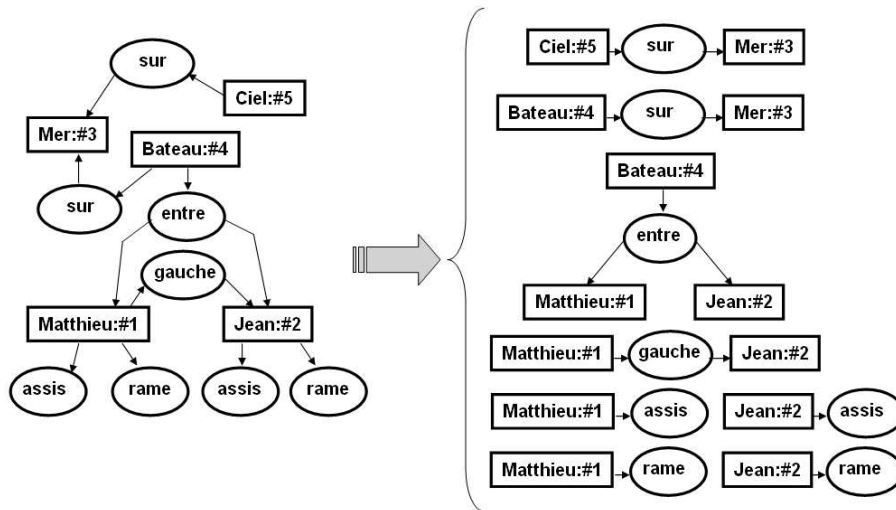 sur
Ciel:#5
Mer:#3
Bateau:#4
sur
entre
gauche
Matthieu:#1
Jean:#2
assis
rame
assis
rame
Ciel:#5
sur
Mer:#3
Bateau:#4
sur
Mer:#3
Bateau:#4
entre
Matthieu:#1
Jean:#2
Matthieu:#1
gauche
Jean:#2
Matthieu:#1
assis
Jean:#2
assis
Matthieu:#1
rame
Jean:#2
rame